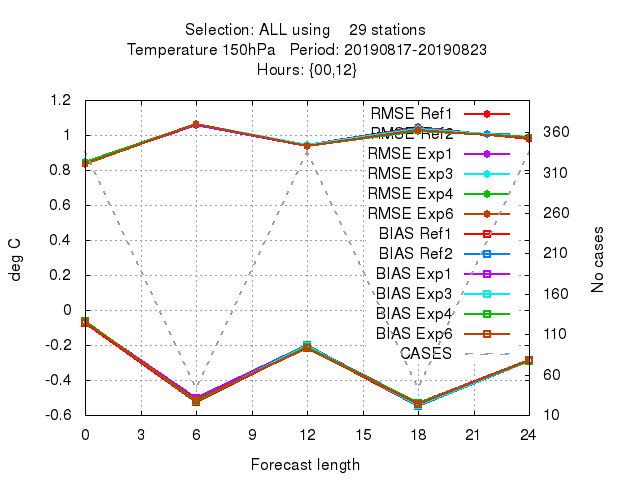 Selection: ALL using 29 stations
Temperature 150hPa Period: 20190817-20190823
Hours: {00,12}
1.2
1
0.8
0.6
0.4
0.2
0
-0.2
-0.4
-0.6
deg C
RMSE Ref1
RMSE Ref2
RMSE Exp1
RMSE Exp3
RMSE Exp4
RMSE Exp6
BIAS Ref1
BIAS Ref2
BIAS Exp1
BIAS Exp3
BIAS Exp4
BIAS Exp6
CASES
360
310
260
210
160
110
60
10
No cases
0 3 6 9 12 15 18 21 24
Forecast length